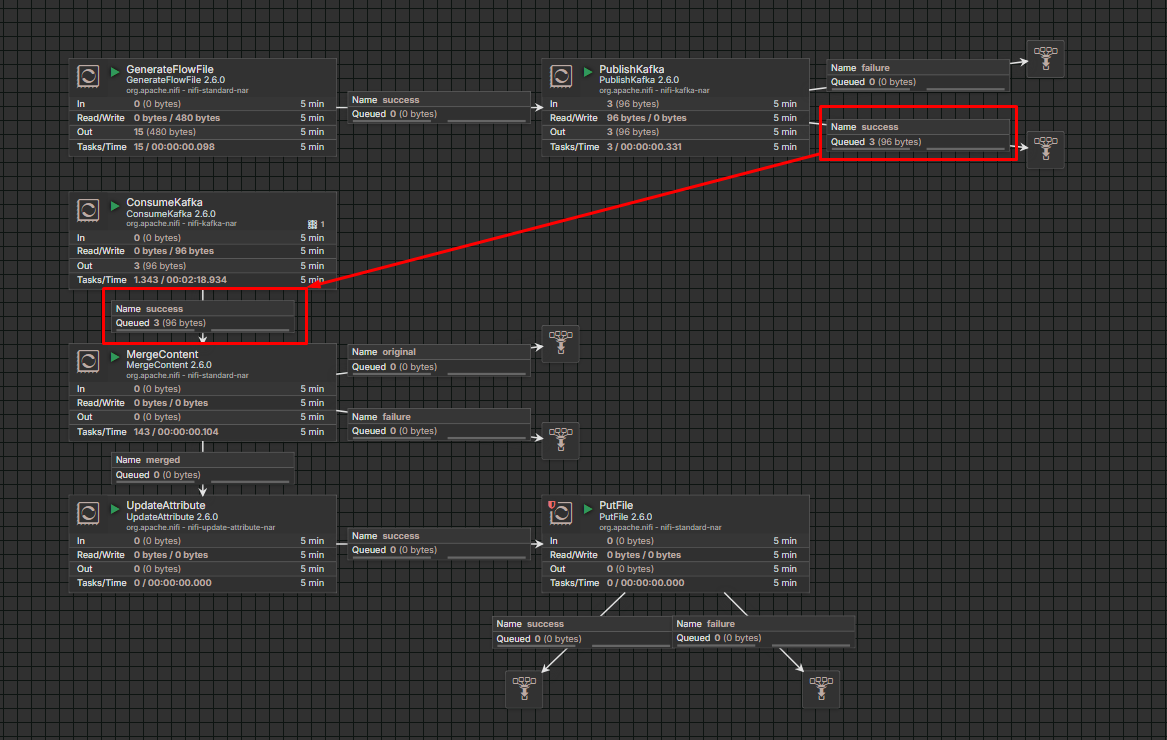 GenerateFlowFile
GenerateFlowFile 2.6.0
org.apache.nifi - nifi-standard-nar
In 0 (0 bytes) 5 min
Read/Write 0 bytes / 480 bytes 5 min
Out 15 (480 bytes) 5 min
Tasks/Time 15 / 00:00:00.098 5 min
Name success
Queued 0 (0 bytes)
PublishKafka
PublishKafka 2.6.0
org.apache.nifi - nifi-kafka-nar
In 3 (96 bytes) 5 min
Read/Write 96 bytes / 0 bytes 5 min
Out 3 (96 bytes) 5 min
Tasks/Time 3 / 00:00:00.331 5 min
Name failure
Queued 0 (0 bytes)
Name success
Queued 3 (96 bytes)
ConsumeKafka
ConsumeKafka 2.6.0
org.apache.nifi - nifi-kafka-nar
1
In 0 (0 bytes) 5 min
Read/Write 0 bytes / 96 bytes 5 min
Out 3 (96 bytes) 5 min
Tasks/Time 1.343 / 00:02:18.934 5 min
Name success
Queued 3 (96 bytes)
MergeContent
MergeContent 2.6.0
org.apache.nifi - nifi-standard-nar
In 0 (0 bytes) 5 min
Read/Write 0 bytes / 0 bytes 5 min
Out 0 (0 bytes) 5 min
Tasks/Time 143 / 00:00:00.104 5 min
Name original
Queued 0 (0 bytes)
Name failure
Queued 0 (0 bytes)
Name merged
Queued 0 (0 bytes)
UpdateAttribute
UpdateAttribute 2.6.0
org.apache.nifi - nifi-update-attribute-nar
In 0 (0 bytes) 5 min
Read/Write 0 bytes / 0 bytes 5 min
Out 0 (0 bytes) 5 min
Tasks/Time 0 / 00:00:00.000 5 min
Name success
Queued 0 (0 bytes)
PutFile
PutFile 2.6.0
org.apache.nifi - nifi-standard-nar
In 0 (0 bytes) 5 min
Read/Write 0 bytes / 0 bytes 5 min
Out 0 (0 bytes) 5 min
Tasks/Time 0 / 00:00:00.000 5 min
Name success
Queued 0 (0 bytes)
Name failure
Queued 0 (0 bytes)